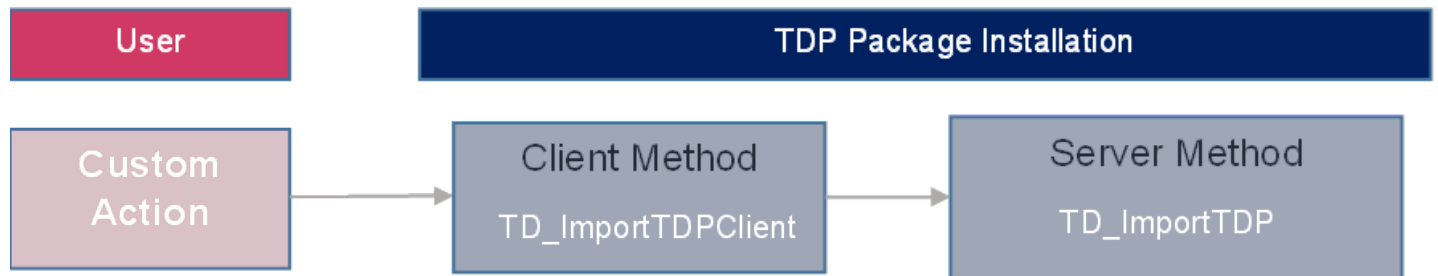 User
TDP Package Installation
Custom
Action
Client Method
TD_ImportTDPClient
Server Method
TD_ImportTDP